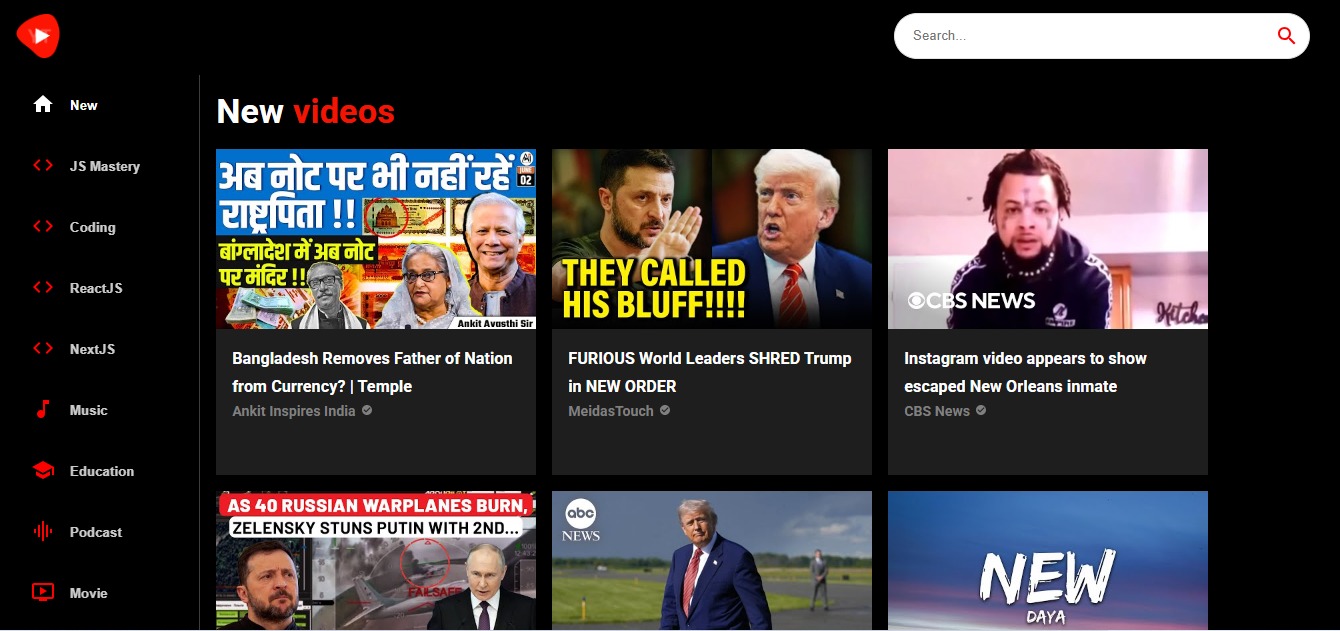 Search...
New
JS Mastery
Coding
ReactJS
NextJS
Music
Education
Podcast
Movie
New videos
अब नोट पर भी नहीं रहें
राष्ट्रपिता !!
बांग्लादेश में अब नोट
पर मंदिर !!
JUNE
02
Ankit Avasthi Sir
Bangladesh Removes Father of Nation
from Currency? | Temple
Ankit Inspires India
THEY CALLED
HIS BLUFF!!!!
FURIOUS World Leaders SHRED Trump
in NEW ORDER
MeidasTouch
CBS NEWS
Kitche
Instagram video appears to show
escaped New Orleans inmate
CBS News
AS 40 RUSSIAN WARPLANES BURN,
ZELENSKY STUNS PUTIN WITH 2ND...
FAILSAFE
abc
NEWS
NEW
DAYA